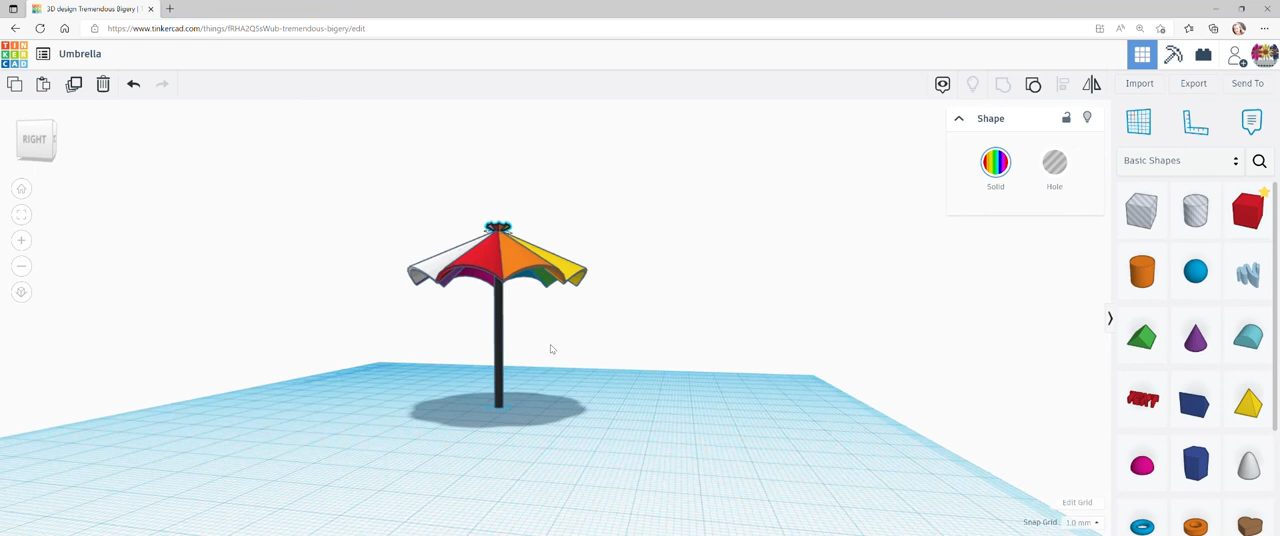 3D design Tremendous Bigery | T
https://www.tinkercad.com/things/fRHA2QSsWub-tremendous-bigery/edit
TIN
KER
CAD
Umbrella
Import
Export
Send To
RIGHT
Shape
Solid
Hole
Basic Shapes
TEXT
Edit Grid
Snap Grid 1.0 mm